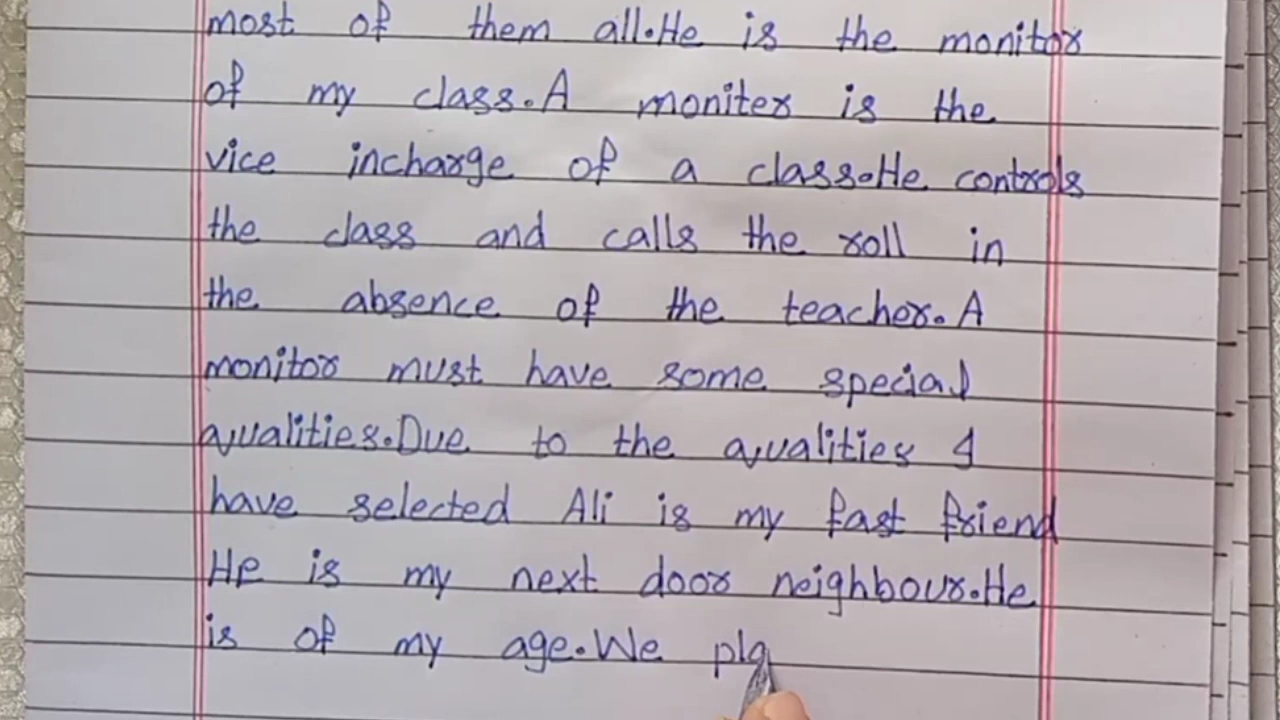 most of them all.He is the monitor
of my class.A moniter is the
vice incharge of a class.He controls
the class and calls the roll in
the absence of the teacher.A
monitor must have some special
qualities.Due to the qualities I
have selected Ali is my fast friend
He is my next door neighbour.He
is of my age.We pla